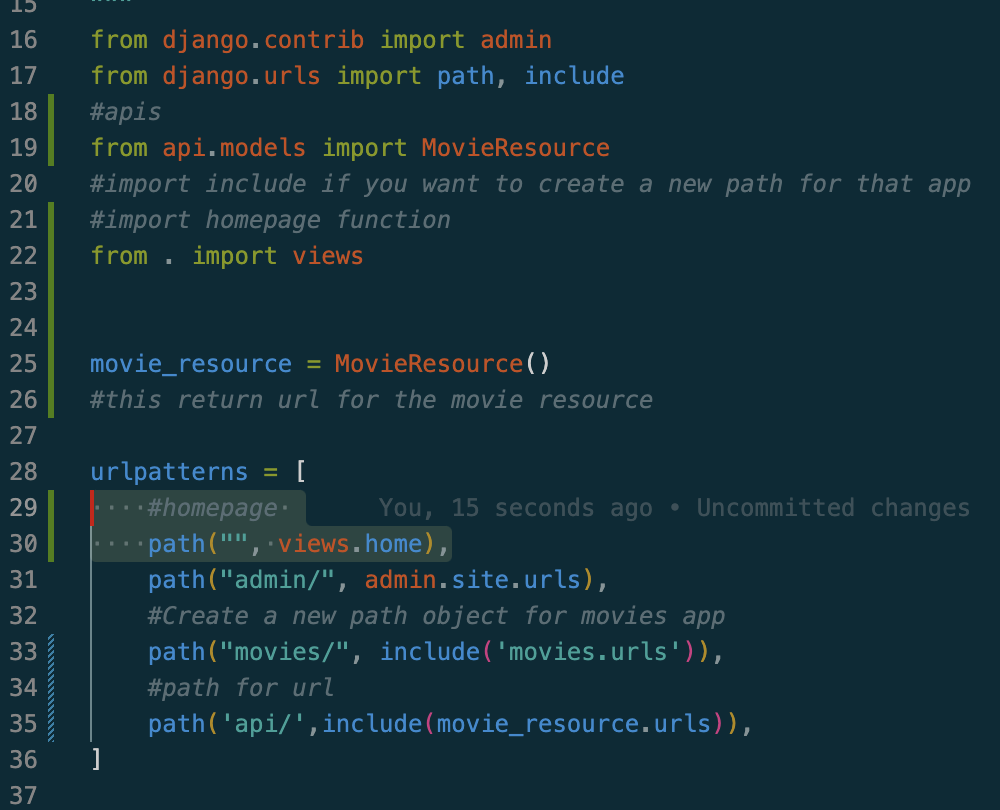 15 """
16 from django.contrib import admin
17 from django.urls import path, include
18 #apis
19 from api.models import MovieResource
20 #import include if you want to create a new path for that app
21 #import homepage function
22 from . import views
23
24
25 movie_resource = MovieResource()
26 #this return url for the movie resource
27
28 urlpatterns = [
29 ····#homepage· You, 15 seconds ago • Uncommitted changes
30 ····path("",·views.home),
31 path("admin/", admin.site.urls),
32 #Create a new path object for movies app
33 path("movies/", include('movies.urls')),
34 #path for url
35 path('api/',include(movie_resource.urls)),
36 ]
37